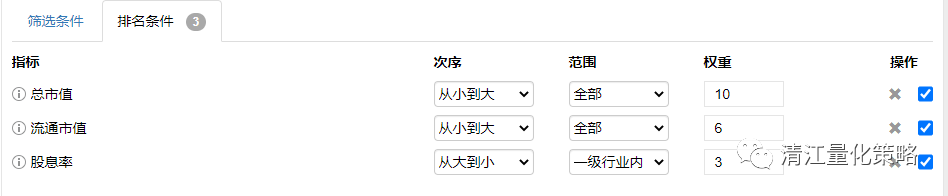 筛选条件 排名条件 3
指标 次序 范围 权重 操作
总市值 从小到大 全部 10
流通市值 从小到大 全部 6
股息率 从大到小 一级行业内 3
清江量化策略